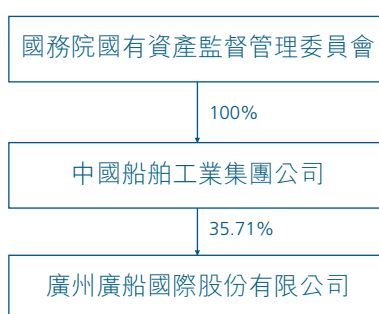 國務院國有資產監督管理委員會
100%
中國船舶工業集團公司
35.71%
廣州廣船國際股份有限公司